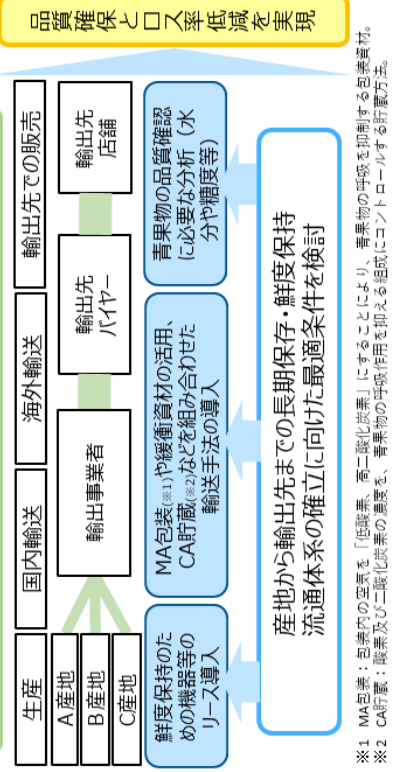 生産
国内輸送
海外輸送
輸出先での販売
A産地
B産地
C産地
輸出事業者
輸出先
バイヤー
輸出先
店舗
鮮度保持のた
めの機器等の
リース導入
MA包装(※1)や緩衝資材の活用、
CA貯蔵(※2)などを組み合わせた
輸送手法の導入
青果物の品質確認
に必要な分析（水
分や糖度等）
産地から輸出先までの長期保存・鮮度保持
流通体系の確立に向けた最適条件を検討
品質確保とロス率低減を実現
※1　MA包装：包装内の空気を「低酸素、高二酸化炭素」にすることにより、青果物の呼吸を抑制する包装資材。
※2　CA貯蔵：酸素及び二酸化炭素の濃度を、青果物の呼吸作用を抑える組成にコントロールする貯蔵方法。